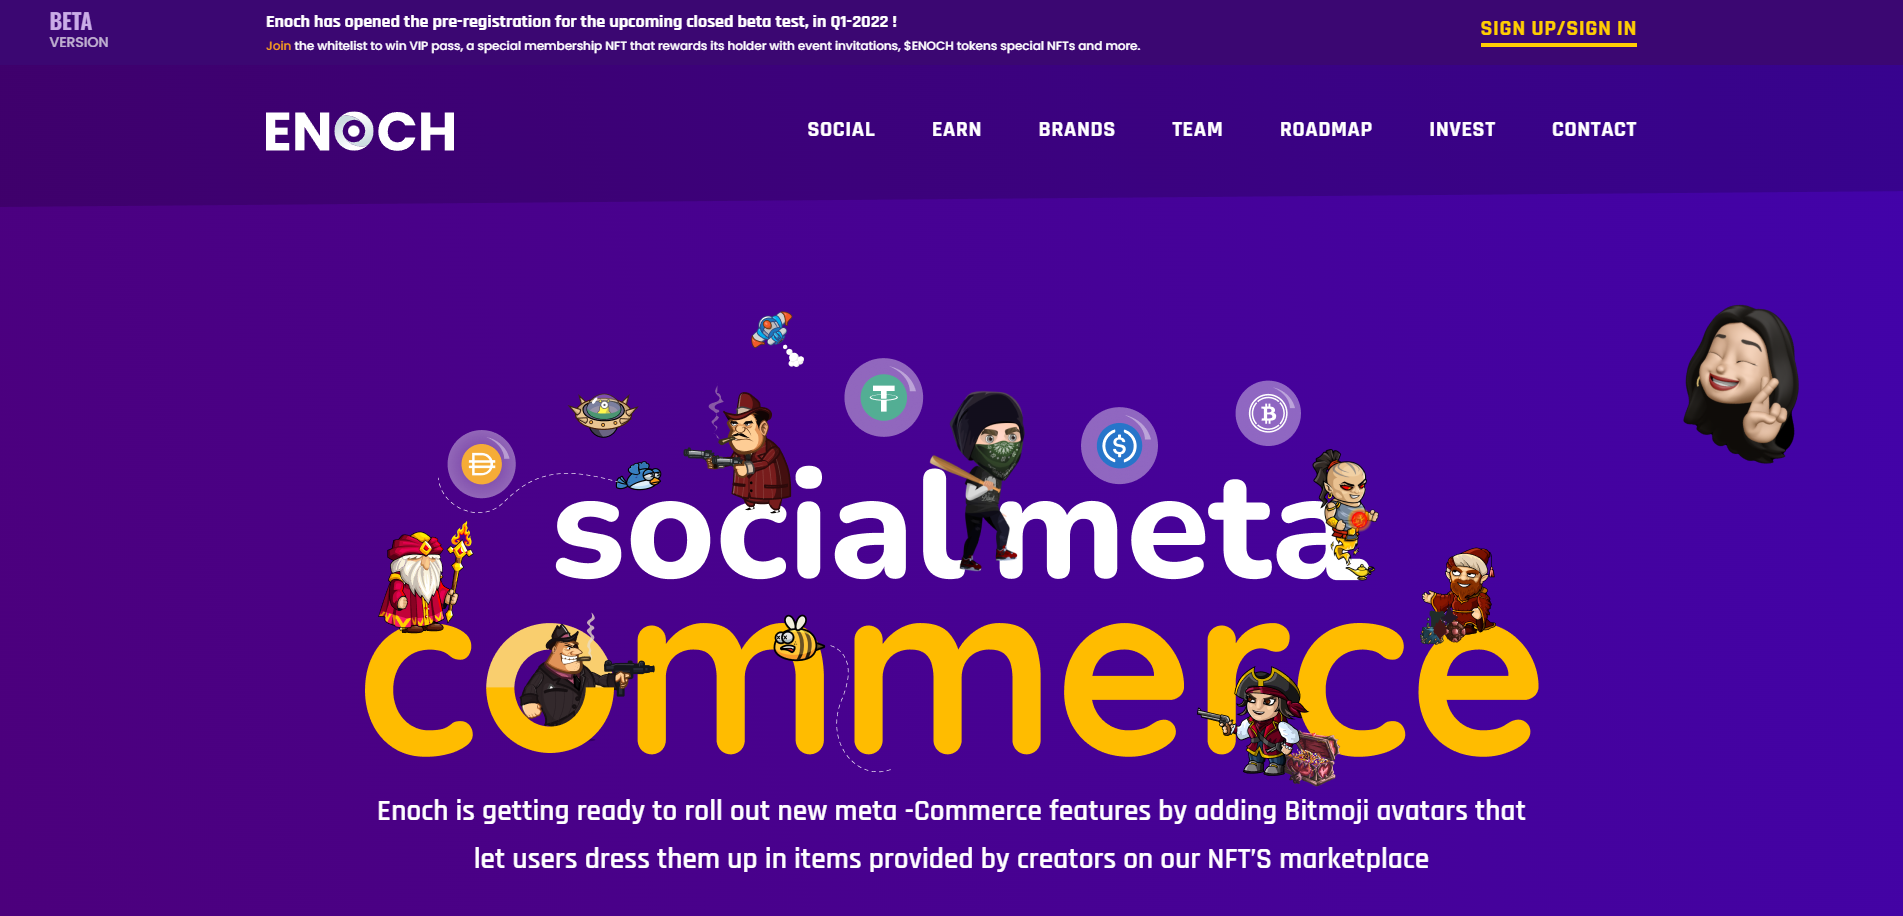 BETA
VERSION
Enoch has opened the pre-registration for the upcoming closed beta test, in Q1-2022 !
Join the whitelist to win VIP pass, a special membership NFT that rewards its holder with event invitations, $ENOCH tokens special NFTs and more.
SIGN UP/SIGN IN
ENOCH
SOCIAL
EARN
BRANDS
TEAM
ROADMAP
INVEST
CONTACT
social meta
commerce
Enoch is getting ready to roll out new meta -Commerce features by adding Bitmoji avatars that
let users dress them up in items provided by creators on our NFT'S marketplace